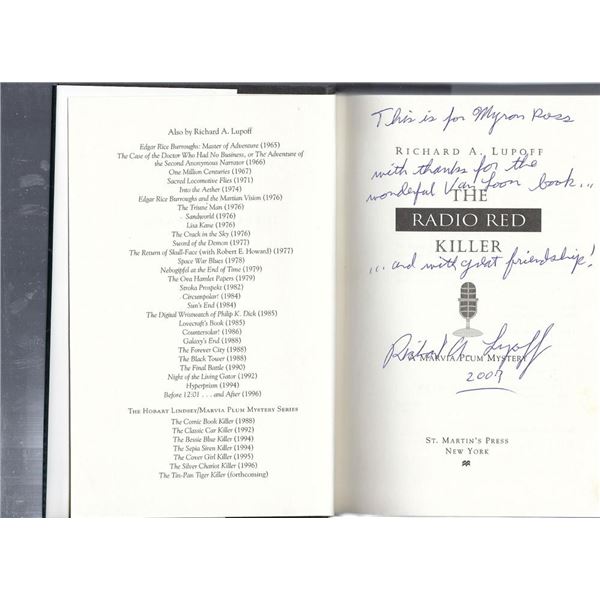 Also by Richard A. Lupoff
Edgar Rice Burroughs: Master of Adventure (1965)
The Case of the Doctor Who Had No Business, or The Adventure of
the Second Anonymous Narrator (1966)
One Million Centuries (1967)
Sacred Locomotive Flies (1971)
Into the Aether (1974)
Edgar Rice Burroughs and the Martian Vision (1976)
The Triune Man (1976)
Sandworld (1976)
Lisa Kane (1976)
The Crack in the Sky (1976)
Sword of the Demon (1977)
The Return of Skull-Face (with Robert E. Howard) (1977)
Space War Blues (1978)
Nebogipfel at the End of Time (1979)
The Ova Hamlet Papers (1979)
Stroka Prospekt (1982)
Circumpolar! (1984)
Sun's End (1984)
The Digital Wristwatch of Philip K. Dick (1985)
Lovecraft's Book (1985)
Countersolar! (1986)
Galaxy's End (1988)
The Forever City (1988)
The Black Tower (1988)
The Final Battle (1990)
Night of the Living Gator (1992)
Hyperprism (1994)
Before 12:01 . . . and After (1996)
The Hobart Lindsey/Marvia Plum Mystery Series
The Comic Book Killer (1988)
The Classic Car Killer (1992)
The Bessie Blue Killer (1994)
The Sepia Siren Killer (1994)
The Cover Girl Killer (1995)
The Silver Chariot Killer (1996)
The Tin-Pan Tiger Killer (forthcoming)
This is for Myron Ross
Richard A. Lupoff
with thanks for the
wonderful Van Loon book...
THE
RADIO RED
KILLER
...and with great friendship!
Richard A. Lupoff
A Marvia Plum Mystery
2007
St. Martin's Press
New York